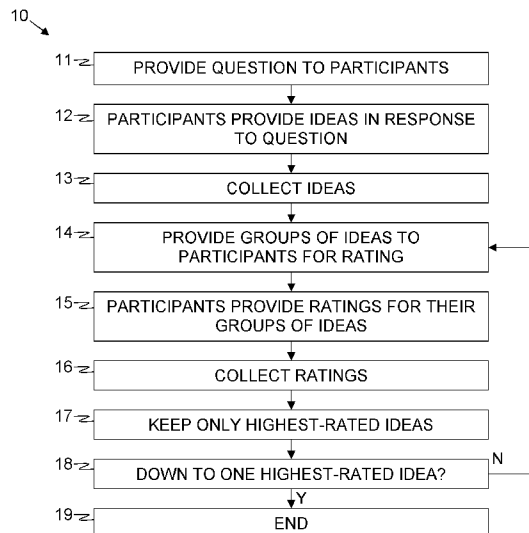 10
11
PROVIDE QUESTION TO PARTICIPANTS
12
PARTICIPANTS PROVIDE IDEAS IN RESPONSE
TO QUESTION
13
COLLECT IDEAS
14
PROVIDE GROUPS OF IDEAS TO
PARTICIPANTS FOR RATING
15
PARTICIPANTS PROVIDE RATINGS FOR THEIR
GROUPS OF IDEAS
16
COLLECT RATINGS
17
KEEP ONLY HIGHEST-RATED IDEAS
18
DOWN TO ONE HIGHEST-RATED IDEA?
N
Y
19
END